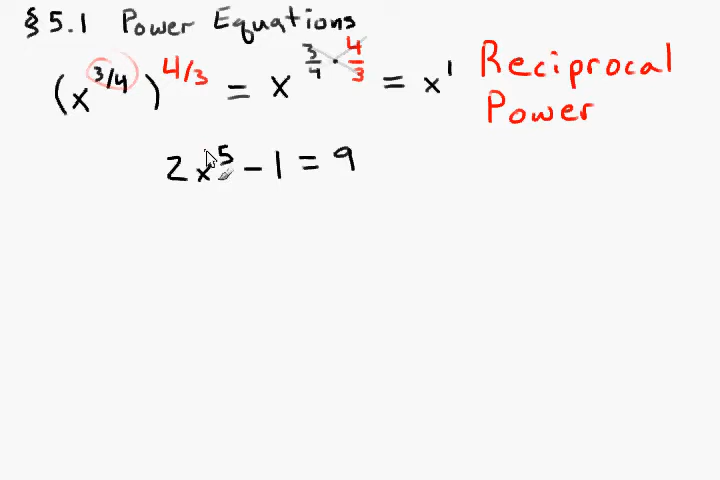 § 5.1 Power Equations
(x^{3/4})^{4/3} = x^{3/4 · 4/3} = x^1 Reciprocal Power
2x^5 - 1 = 9